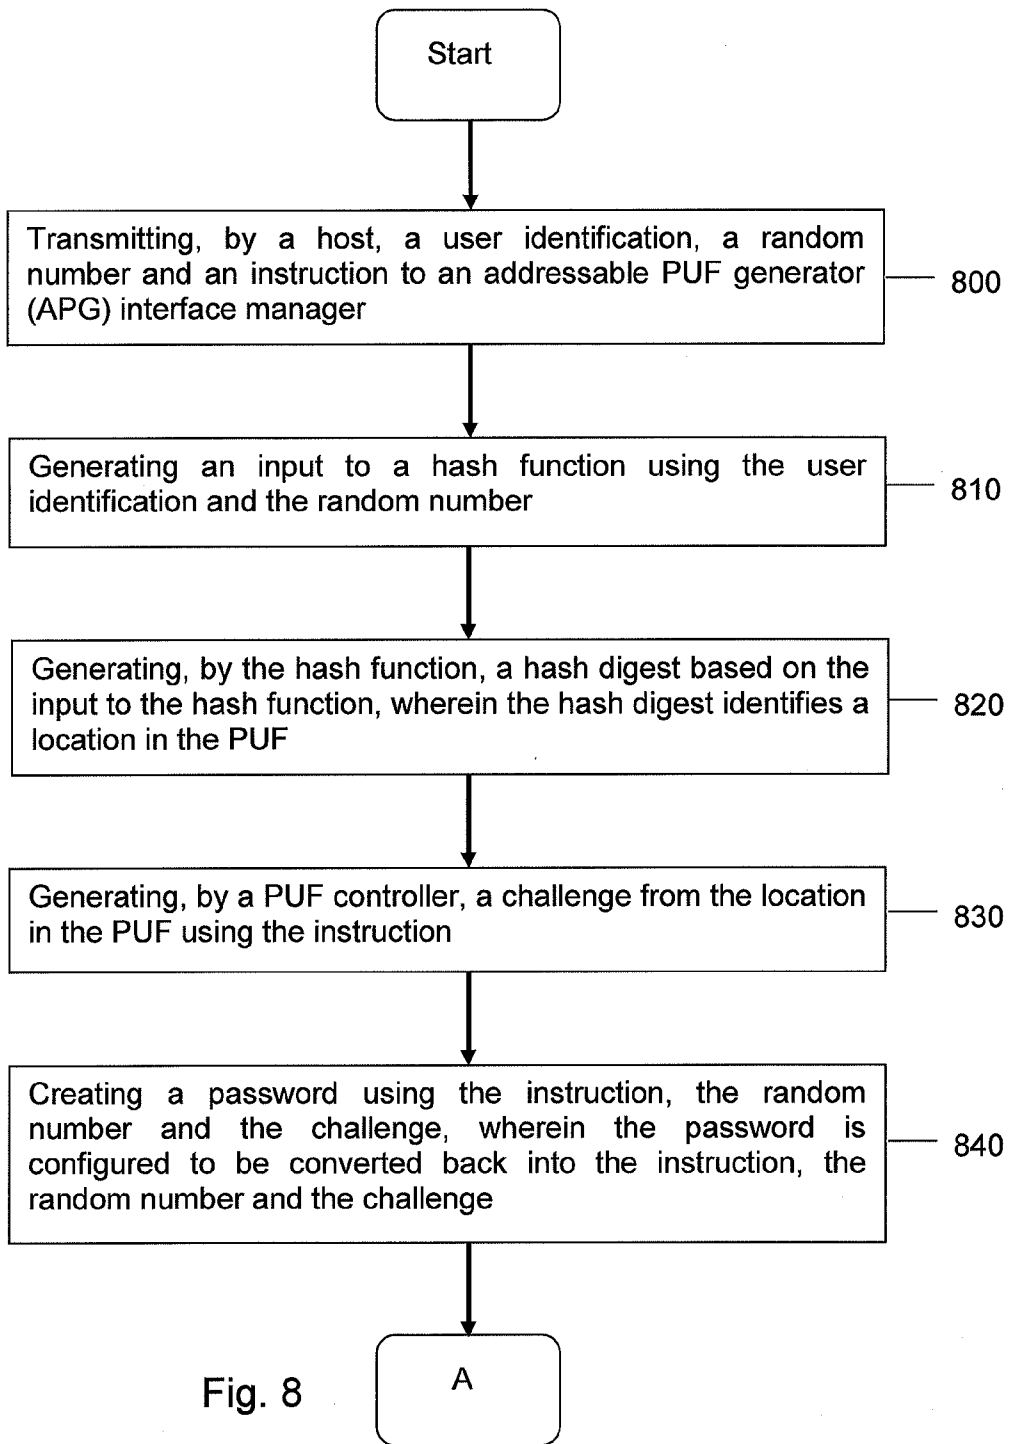 Start
Transmitting, by a host, a user identification, a random
number and an instruction to an addressable PUF generator
(APG) interface manager
800
Generating an input to a hash function using the user
identification and the random number
810
Generating, by the hash function, a hash digest based on the
input to the hash function, wherein the hash digest identifies a
location in the PUF
820
Generating, by a PUF controller, a challenge from the location
in the PUF using the instruction
830
Creating a password using the instruction, the random
number and the challenge, wherein the password is
configured to be converted back into the instruction, the
random number and the challenge
840
A
Fig. 8